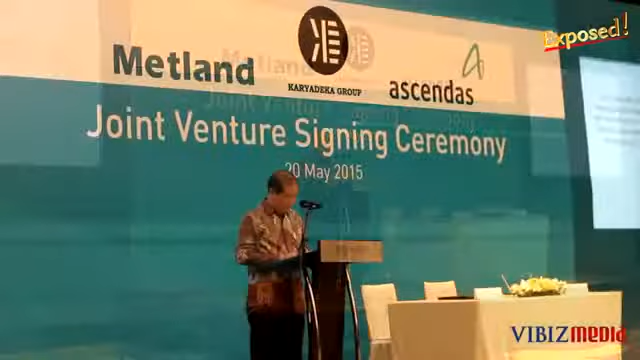 Exposed!
Metland
KARYADEKA GROUP
ascendas
Joint Venture Signing Ceremony
20 May 2015
VIBIZmedia